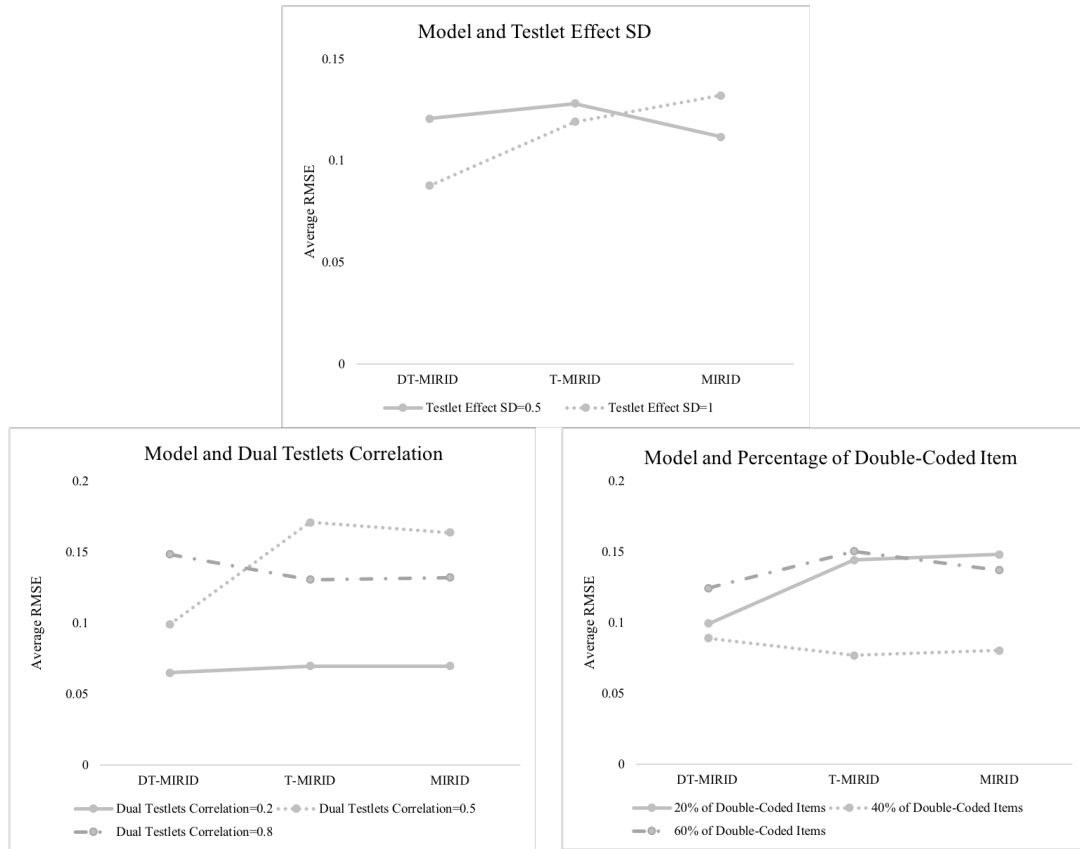 Model and Testlet Effect SD
0.15
0.1
0.05
0
Average RMSE
DT-MIRID T-MIRID MIRID
Testlet Effect SD=0.5 Testlet Effect SD=1
Model and Dual Testlets Correlation
0.2
0.15
0.1
0.05
0
Average RMSE
DT-MIRID T-MIRID MIRID
Dual Testlets Correlation=0.2 Dual Testlets Correlation=0.5
Dual Testlets Correlation=0.8
Model and Percentage of Double-Coded Item
0.2
0.15
0.1
0.05
0
Average RMSE
DT-MIRID T-MIRID MIRID
20% of Double-Coded Items 40% of Double-Coded Items
60% of Double-Coded Items